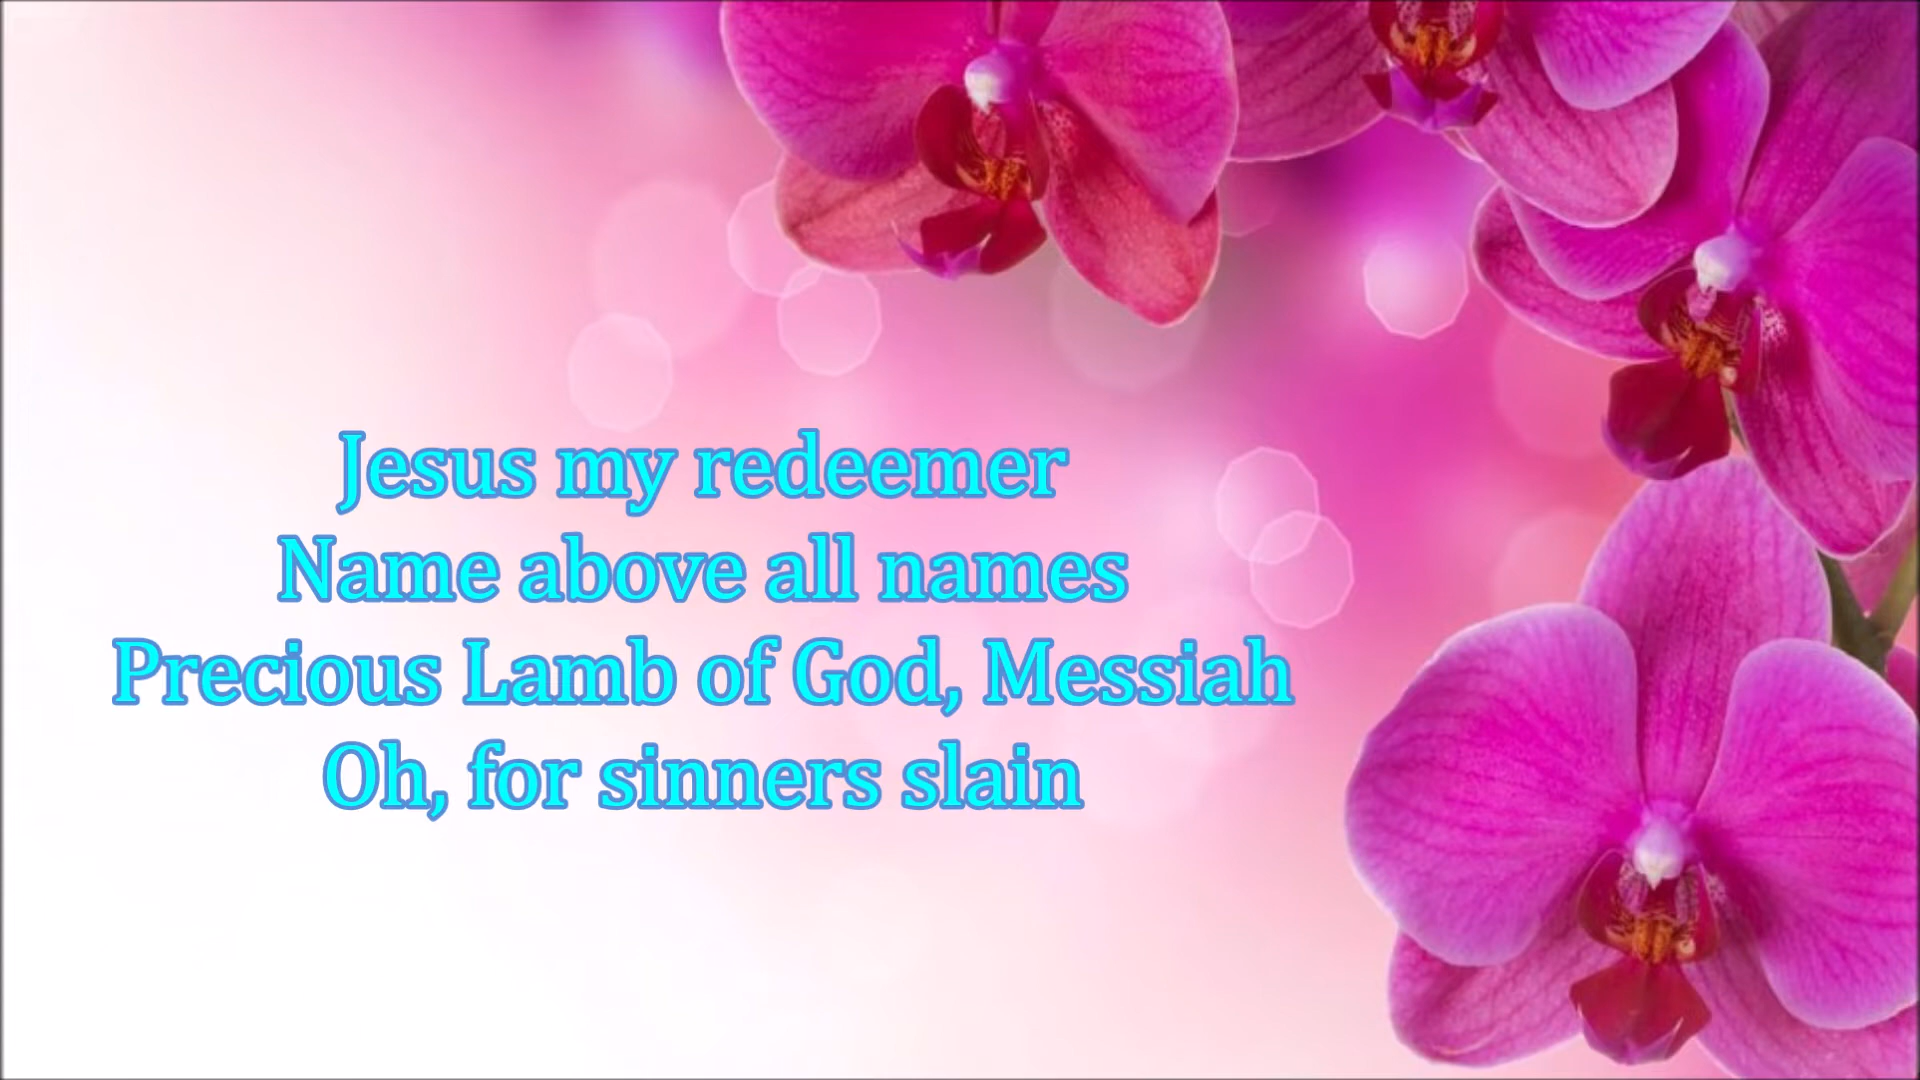 Jesus my redeemer
Name above all names
Precious Lamb of God, Messiah
Oh, for sinners slain